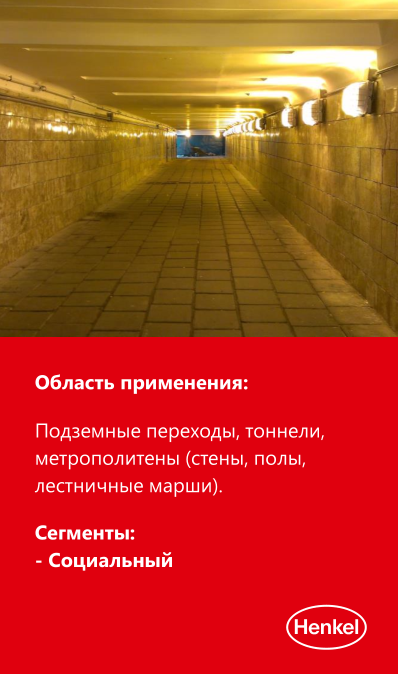 Область применения:
Подземные переходы, тоннели,
метрополитены (стены, полы,
лестничные марши).
Сегменты:
- Социальный
Henkel